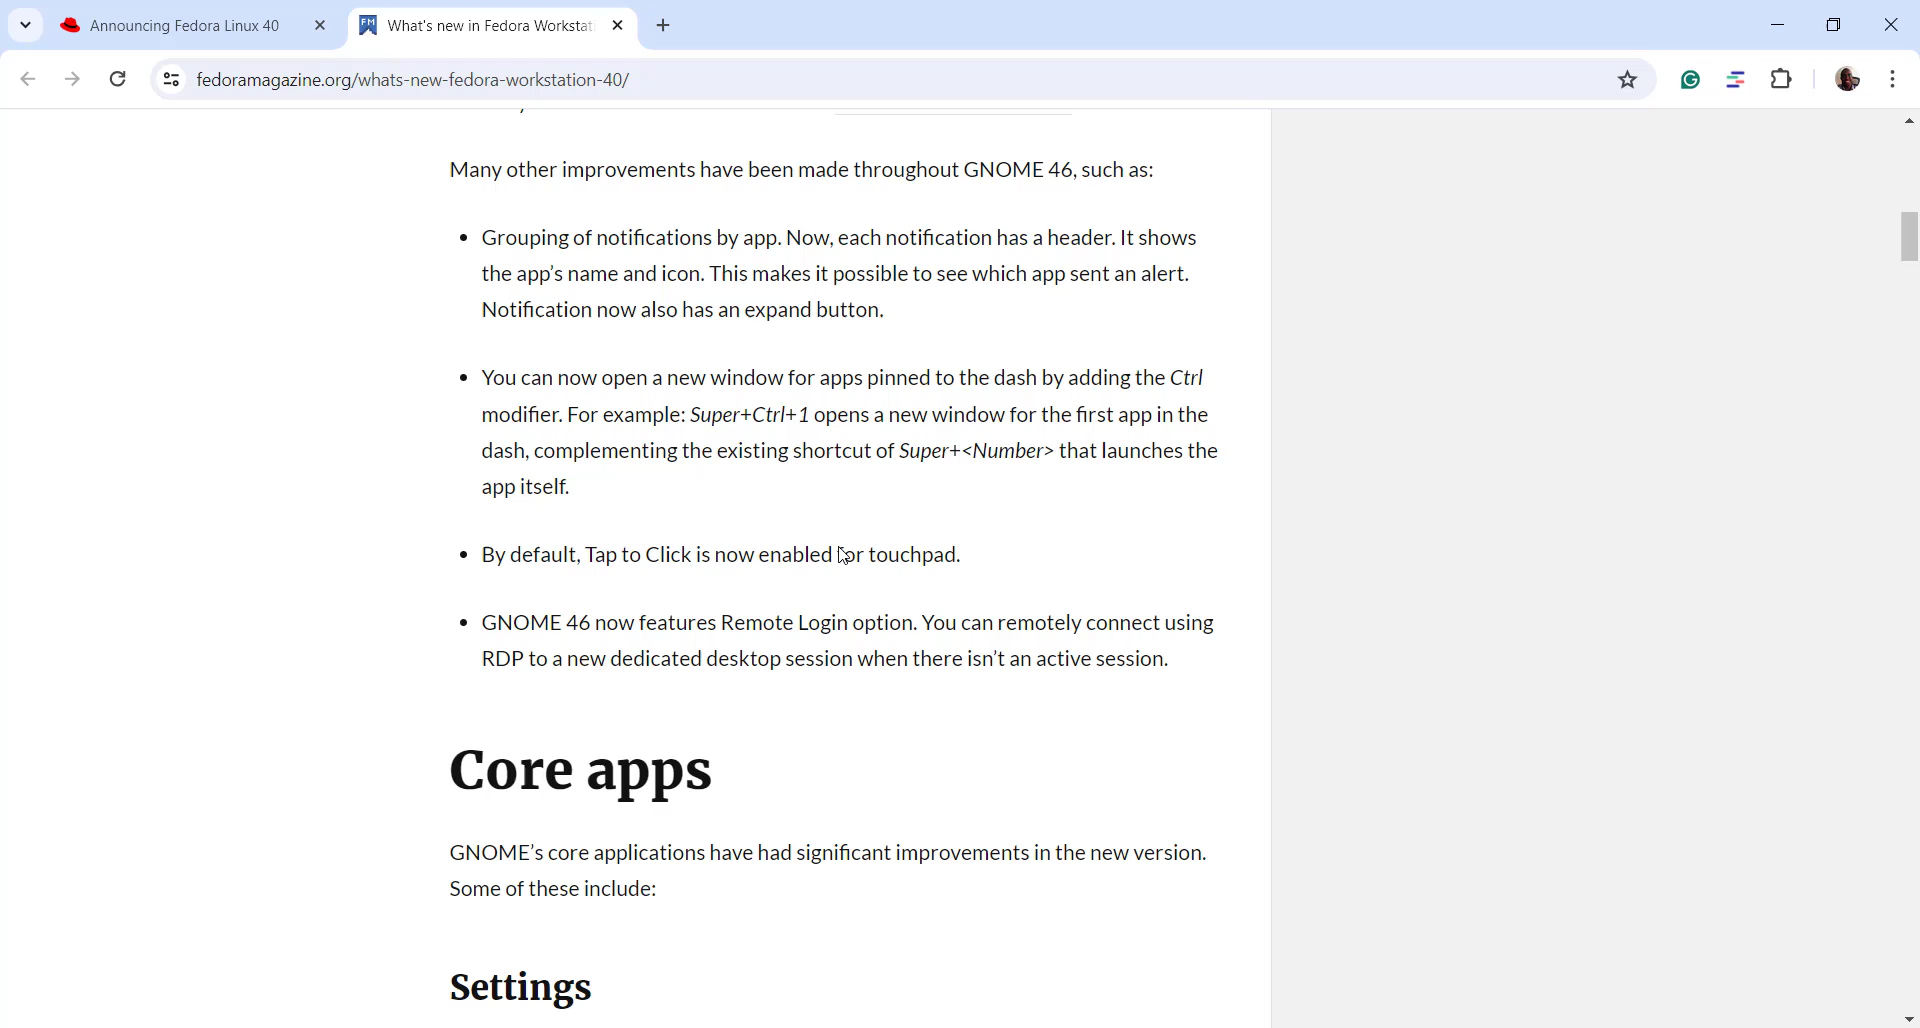 Announcing Fedora Linux 40
What's new in Fedora Workstat
fedoramagazine.org/whats-new-fedora-workstation-40/
Many other improvements have been made throughout GNOME 46, such as:
• Grouping of notifications by app. Now, each notification has a header. It shows
the app’s name and icon. This makes it possible to see which app sent an alert.
Notification now also has an expand button.
• You can now open a new window for apps pinned to the dash by adding the Ctrl
modifier. For example: Super+Ctrl+1 opens a new window for the first app in the
dash, complementing the existing shortcut of Super+<Number> that launches the
app itself.
• By default, Tap to Click is now enabled for touchpad.
• GNOME 46 now features Remote Login option. You can remotely connect using
RDP to a new dedicated desktop session when there isn’t an active session.
Core apps
GNOME’s core applications have had significant improvements in the new version.
Some of these include:
Settings